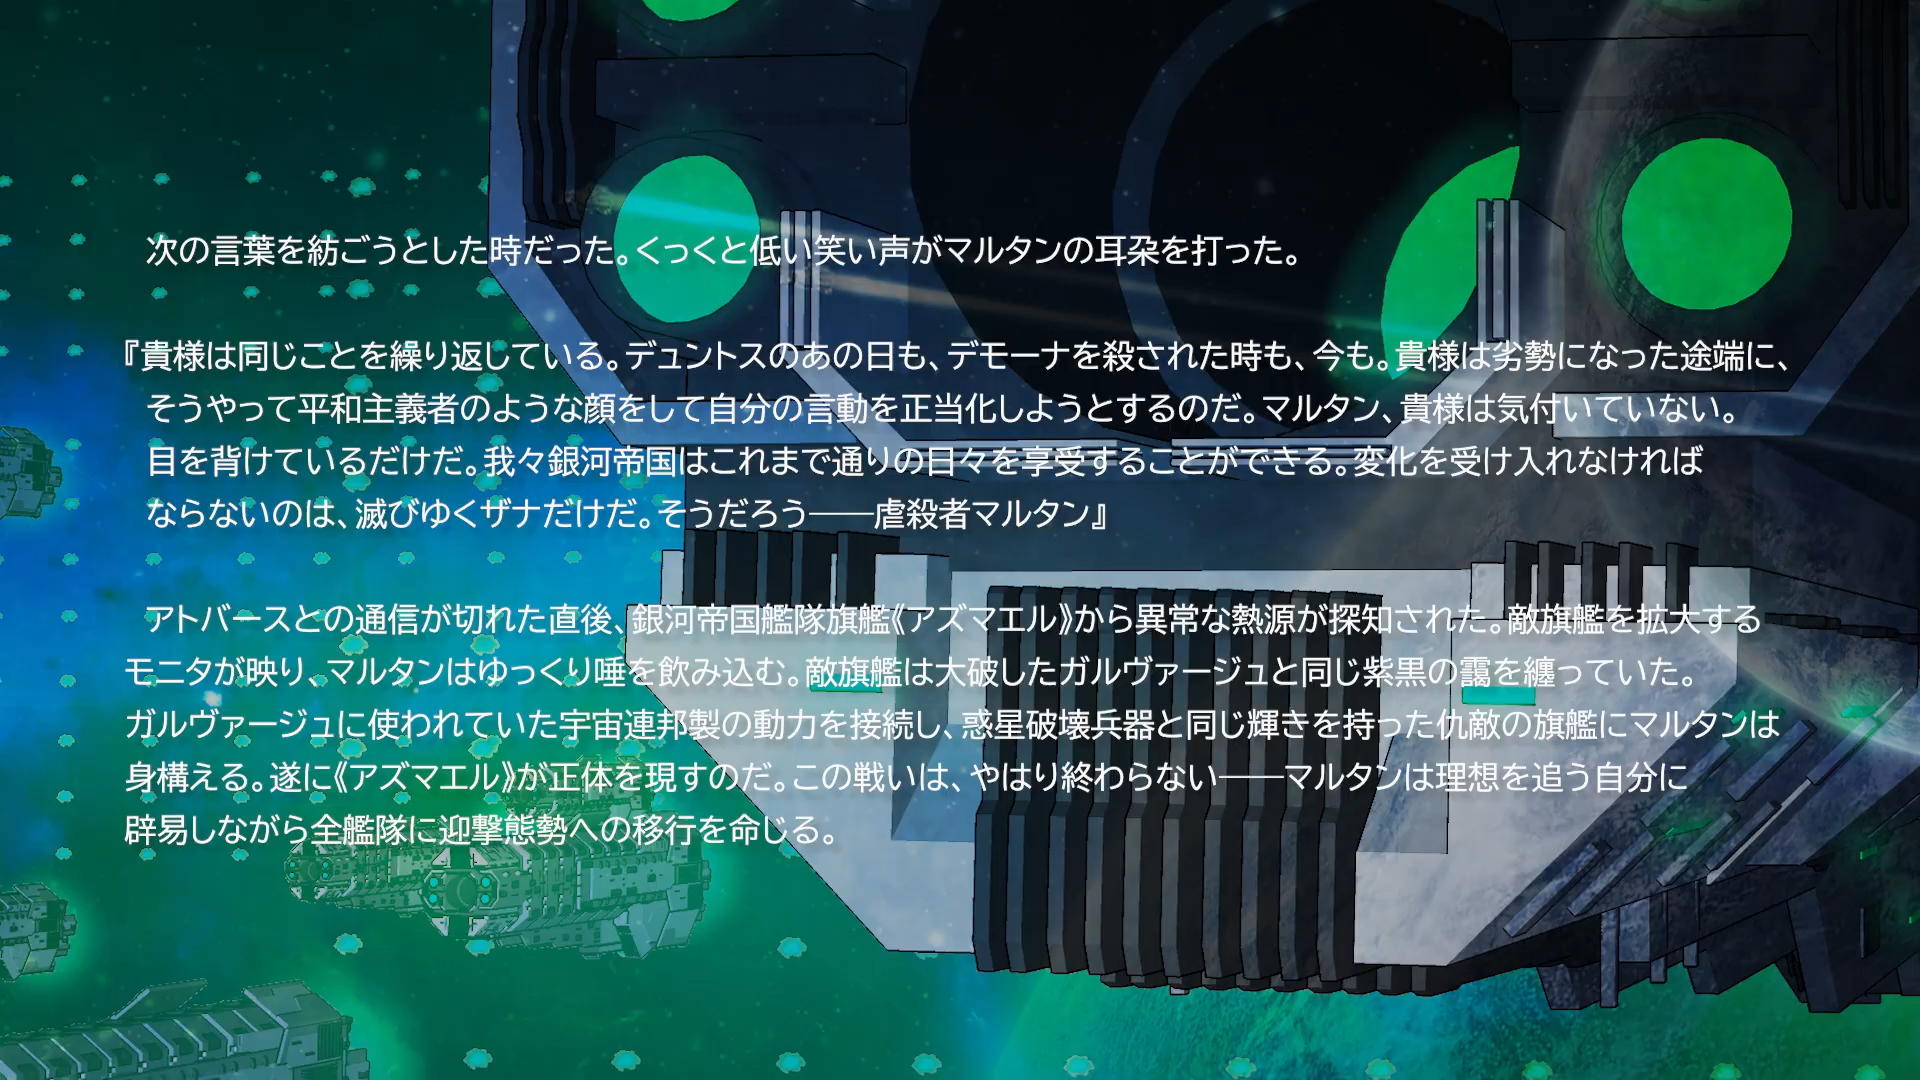 次の言葉を紡ごうとした時だった。くっくと低い笑い声がマルタンの耳朶を打った。
『貴様は同じことを繰り返している。デュントスのあの日も、デモーナを殺された時も、今も。貴様は劣勢になった途端に、
そうやって平和主義者のような顔をして自分の言動を正当化しようとするのだ。マルタン、貴様は気付いていない。
目を背けているだけだ。我々銀河帝国はこれまで通りの日々を享受することができる。変化を受け入れなければ
ならないのは、滅びゆくザナだけだ。そうだろう――虐殺者マルタン』
アトバースとの通信が切れた直後、銀河帝国艦隊旗艦《アズマエル》から異常な熱源が探知された。敵旗艦を拡大する
モニタが映り、マルタンはゆっくり唾を飲み込む。敵旗艦は大破したガルヴァージュと同じ紫黒の靄を纏っていた。
ガルヴァージュに使われていた宇宙連邦製の動力を接続し、惑星破壊兵器と同じ輝きを持った仇敵の旗艦にマルタンは
身構える。遂に《アズマエル》が正体を現すのだ。この戦いは、やはり終わらない――マルタンは理想を追う自分に
辟易しながら全艦隊に迎撃態勢への移行を命じる。